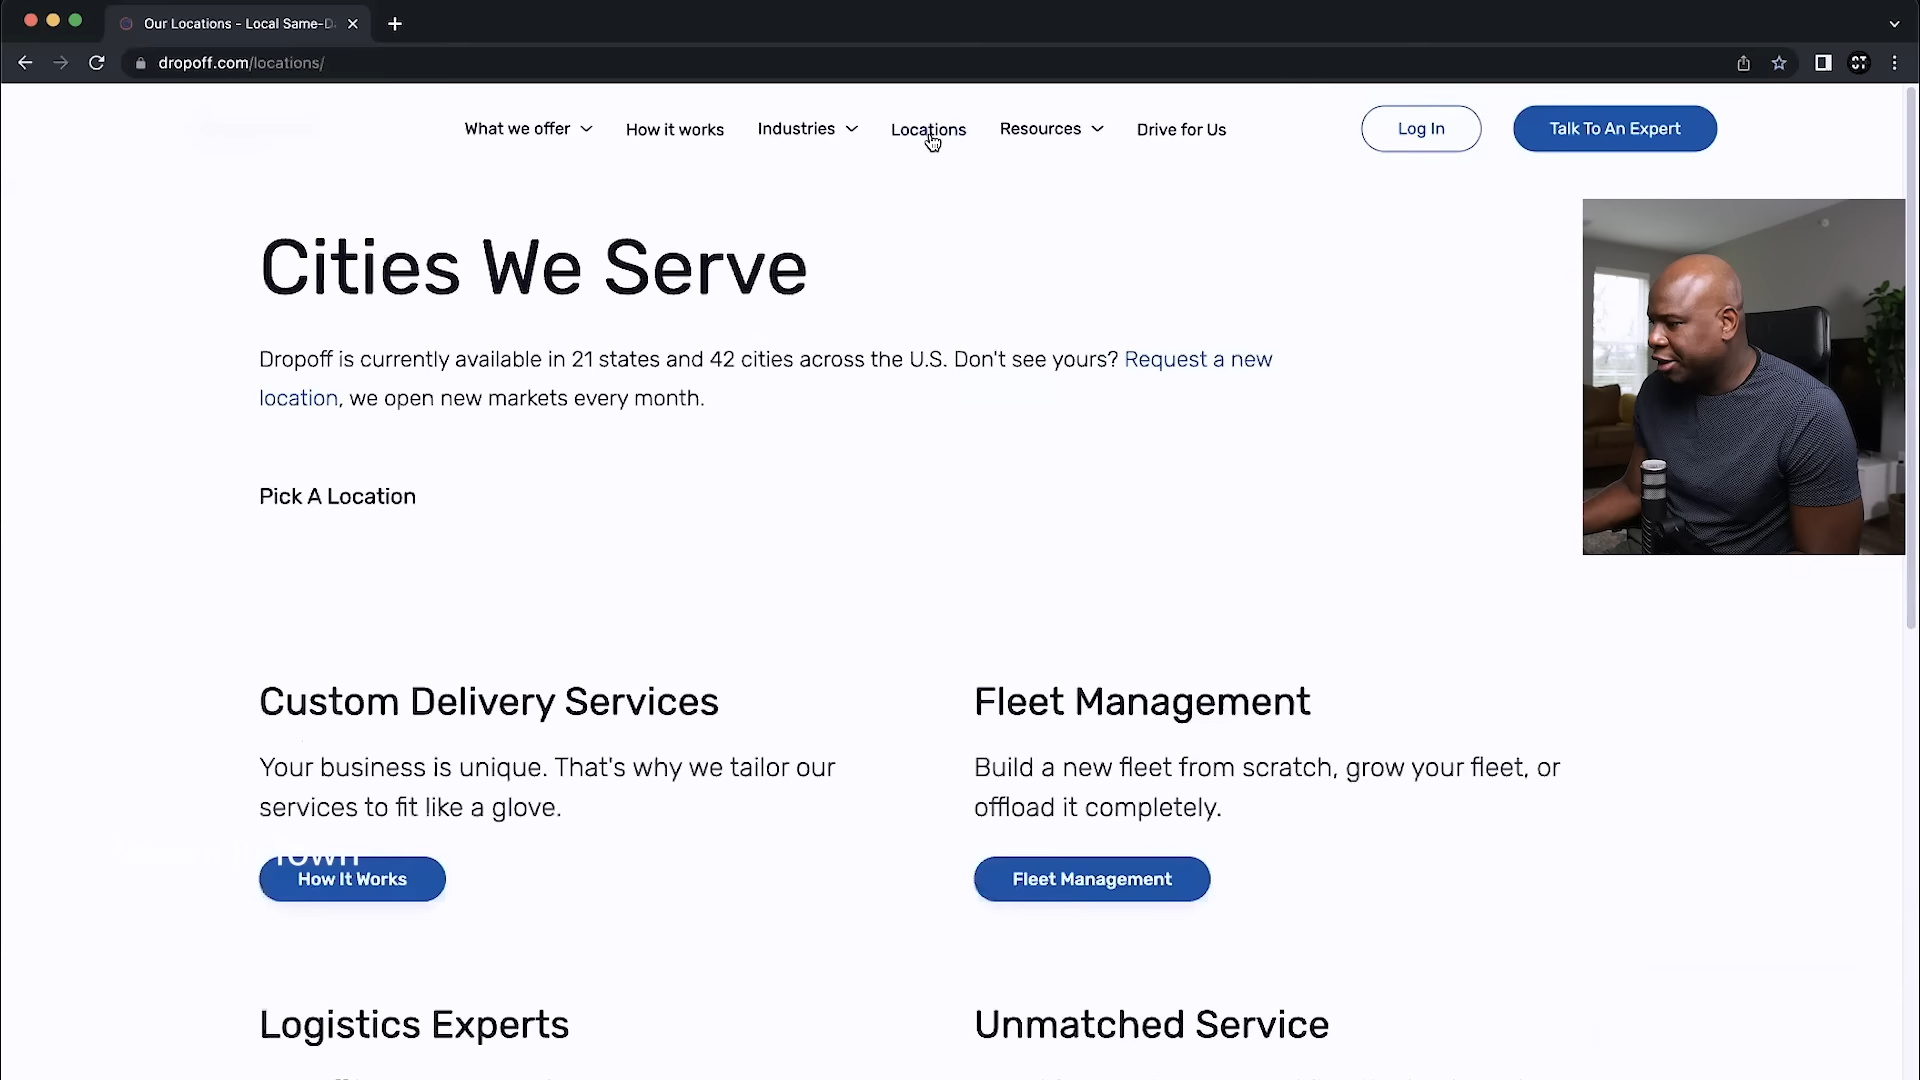 Our Locations - Local Same-D
dropoff.com/locations/
What we offer
How it works
Industries
Locations
Resources
Drive for Us
Log In
Talk To An Expert
Cities We Serve
Dropoff is currently available in 21 states and 42 cities across the U.S. Don't see yours? Request a new
location, we open new markets every month.
Pick A Location
Custom Delivery Services
Fleet Management
Your business is unique. That's why we tailor our
services to fit like a glove.
Build a new fleet from scratch, grow your fleet, or
offload it completely.
Town
How It Works
Fleet Management
Logistics Experts
Unmatched Service